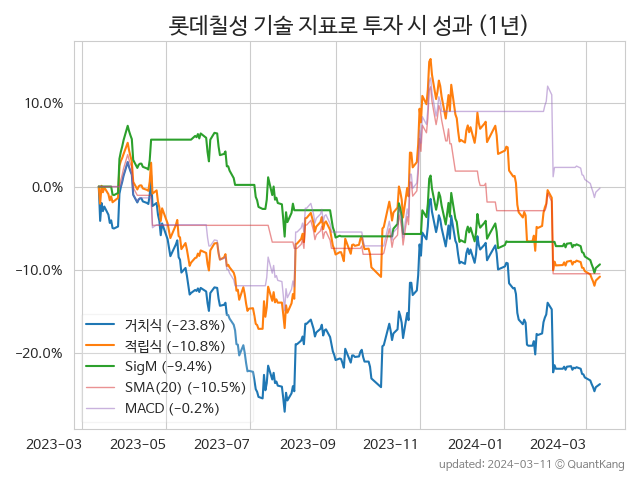 롯데칠성 기술 지표로 투자 시 성과 (1년)
10.0%
0.0%
−10.0%
−20.0%
거치식 (−23.8%)
적립식 (−10.8%)
SigM (−9.4%)
SMA(20) (−10.5%)
MACD (−0.2%)
2023-03 2023-05 2023-07 2023-09 2023-11 2024-01 2024-03
updated: 2024-03-11 © QuantKang